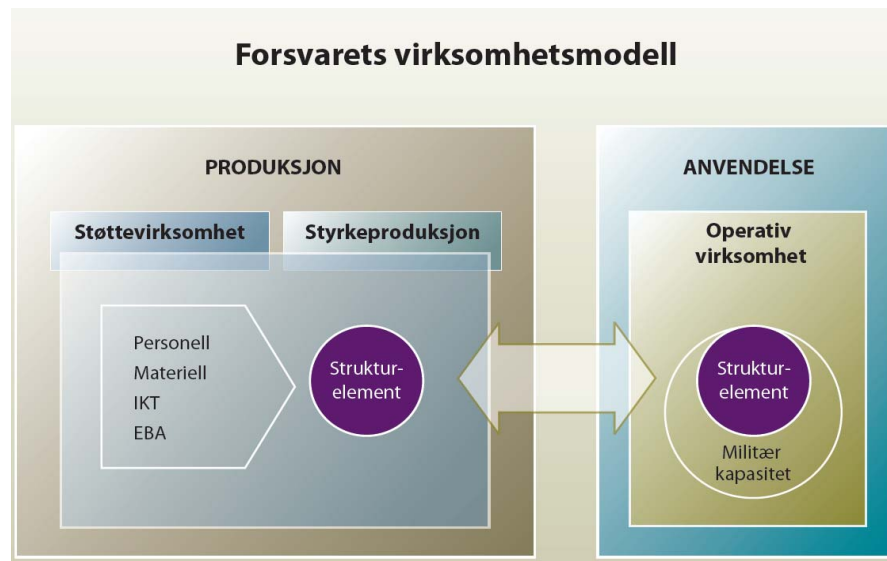 Forsvarets virksomhetsmodell
PRODUKSJON
Støttevirksomhet
Styrkeproduksjon
Personell
Materiell
IKT
EBA
Struktur-
element
ANVENDELSE
Operativ
virksomhet
Struktur-
element
Militær
kapasitet